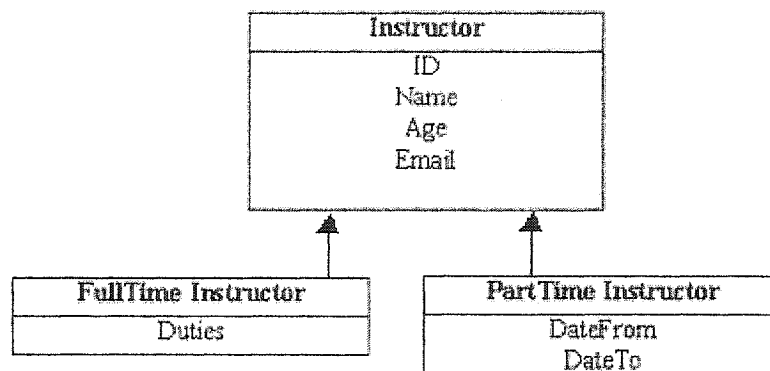 Instructor
ID
Name
Age
Email
FullTime Instructor
Duties
PartTime Instructor
DateFrom
DateTo